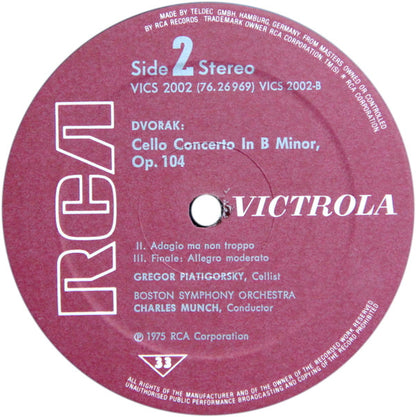 MADE BY TELDEC GMBH, HAMBURG, GERMANY, FROM MASTERS OWNED OR CONTROLLED
BY RCA RECORDS. TRADEMARK OWNER RCA CORPORATION. TM(S) ® RCA CORPORATION
Side 2 Stereo
VICS 2002 (76.26969) VICS 2002-B
DVORAK:
Cello Concerto In B Minor,
Op. 104
RCA
VICTROLA
II. Adagio ma non troppo
III. Finale: Allegro moderato
GREGOR PIATIGORSKY, Cellist
BOSTON SYMPHONY ORCHESTRA
CHARLES MUNCH, Conductor
℗ 1975 RCA Corporation
33
ALL RIGHTS OF THE MANUFACTURER AND OF THE OWNER OF THE RECORDED WORK RESERVED
UNAUTHORISED PUBLIC PERFORMANCE BROADCASTING AND COPYING OF THE RECORD PROHIBITED